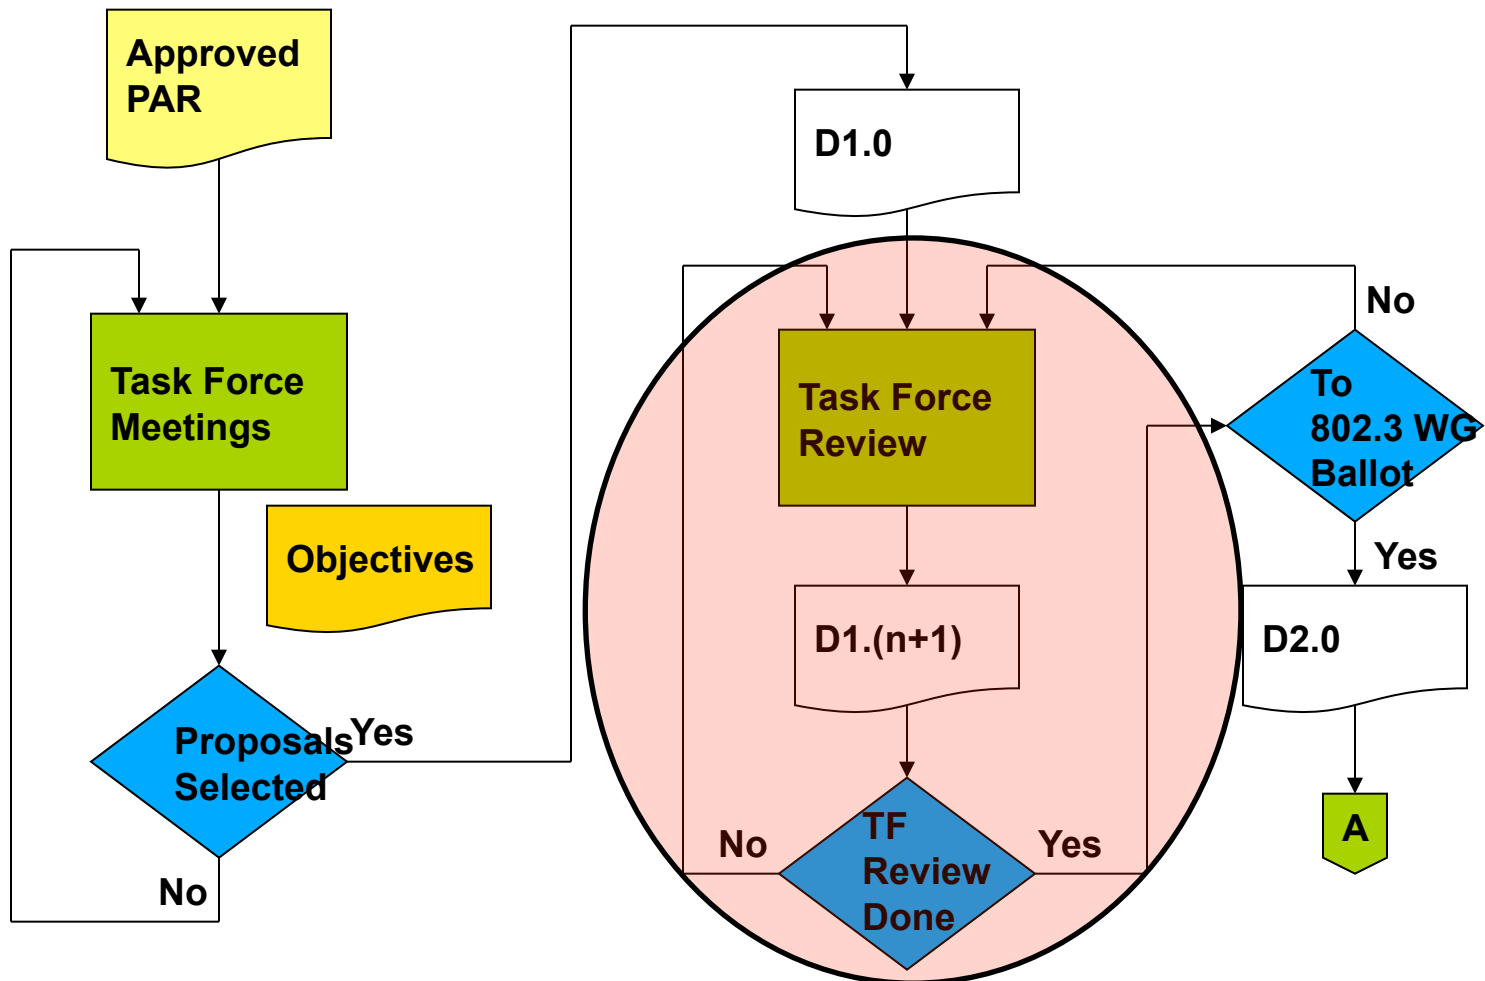 Approved
PAR
Task Force
Meetings
Objectives
Proposals
Selected
Yes
No
D1.0
Task Force
Review
D1.(n+1)
TF
Review
Done
No
Yes
No
To
802.3 WG
Ballot
Yes
D2.0
A